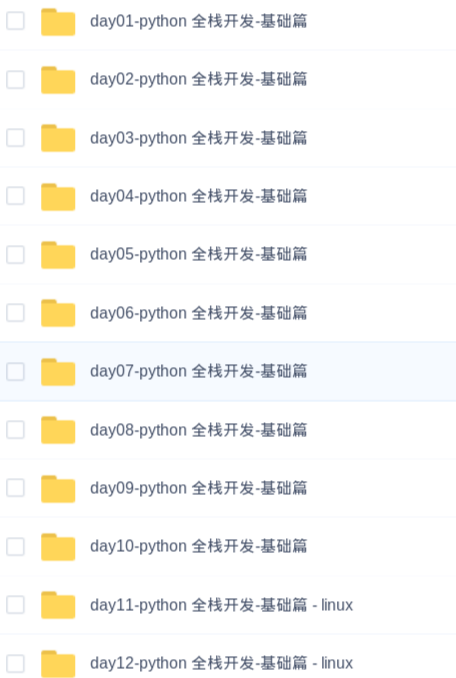 day01-python 全栈开发-基础篇
day02-python 全栈开发-基础篇
day03-python 全栈开发-基础篇
day04-python 全栈开发-基础篇
day05-python 全栈开发-基础篇
day06-python 全栈开发-基础篇
day07-python 全栈开发-基础篇
day08-python 全栈开发-基础篇
day09-python 全栈开发-基础篇
day10-python 全栈开发-基础篇
day11-python 全栈开发-基础篇 - linux
day12-python 全栈开发-基础篇 - linux